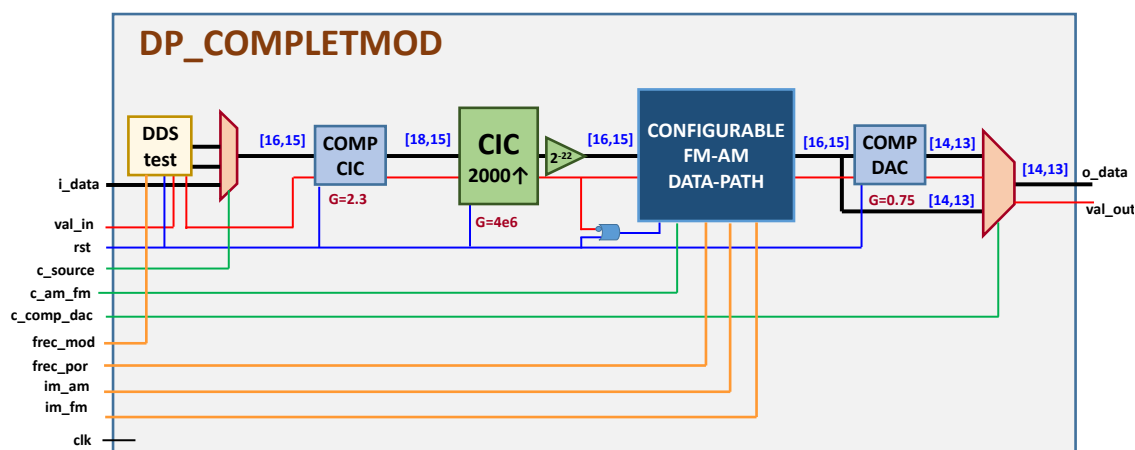 DP_COMPLETMOD
DDS
test
[16,15]
COMP
CIC
G=2.3
[18,15]
CIC
2000↑
G=4e6
2-22
[16,15]
CONFIGURABLE
FM-AM
DATA-PATH
[16,15]
COMP
DAC
G=0.75
[14,13]
[14,13]
[14,13]
o_data
val_out
i_data
val_in
rst
c_source
c_am_fm
c_comp_dac
frec_mod
frec_por
im_am
im_fm
clk